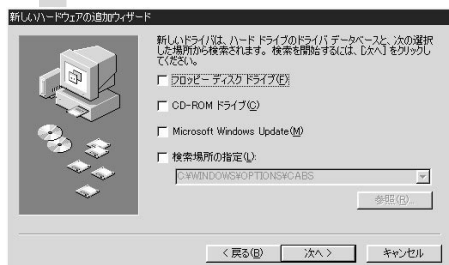 新しいハードウェアの追加ウィザード
新しいドライバは、ハード ドライブのドライバ データベースと、次の選択
した場所から検索されます。検索を開始するには、[次へ] をクリックし
てください。
フロッピー ディスク ドライブ(F)
CD-ROM ドライブ(C)
Microsoft Windows Update(M)
検索場所の指定(L):
C:¥WINDOWS¥OPTIONS¥CABS
参照(R)...
< 戻る(B)
次へ >
キャンセル